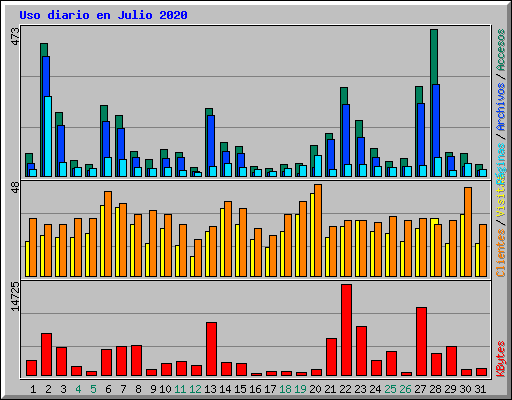 Uso diario en Julio 2020
473
48
14725
Accesos / Archivos / Páginas
Visitas / Clientes
KBytes
1 2 3 4 5 6 7 8 9 10 11 12 13 14 15 16 17 18 19 20 21 22 23 24 25 26 27 28 29 30 31